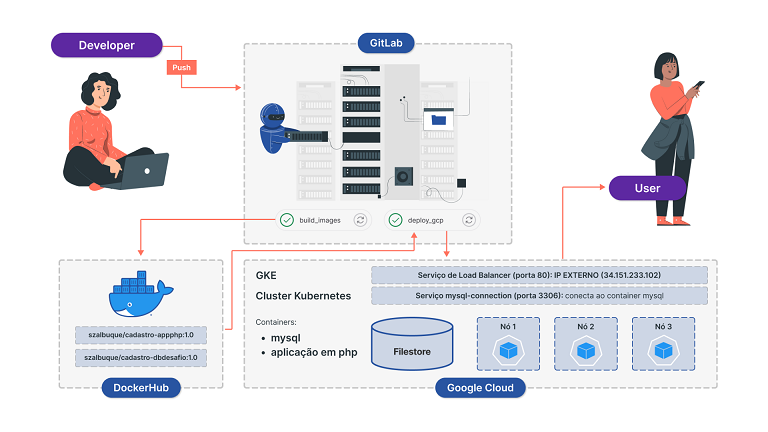 Developer
Push
GitLab
build_images
deploy_gcp
User
GKE
Cluster Kubernetes
Serviço de Load Balancer (porta 80): IP EXTERNO (34.151.233.102)
Serviço mysql-connection (porta 3306): conecta ao container mysql
Containers:
• mysql
• aplicação em php
Filestore
Nó 1
Nó 2
Nó 3
szalbuque/cadastro-appphp:1.0
szalbuque/cadastro-dbdesafio:1.0
DockerHub
Google Cloud